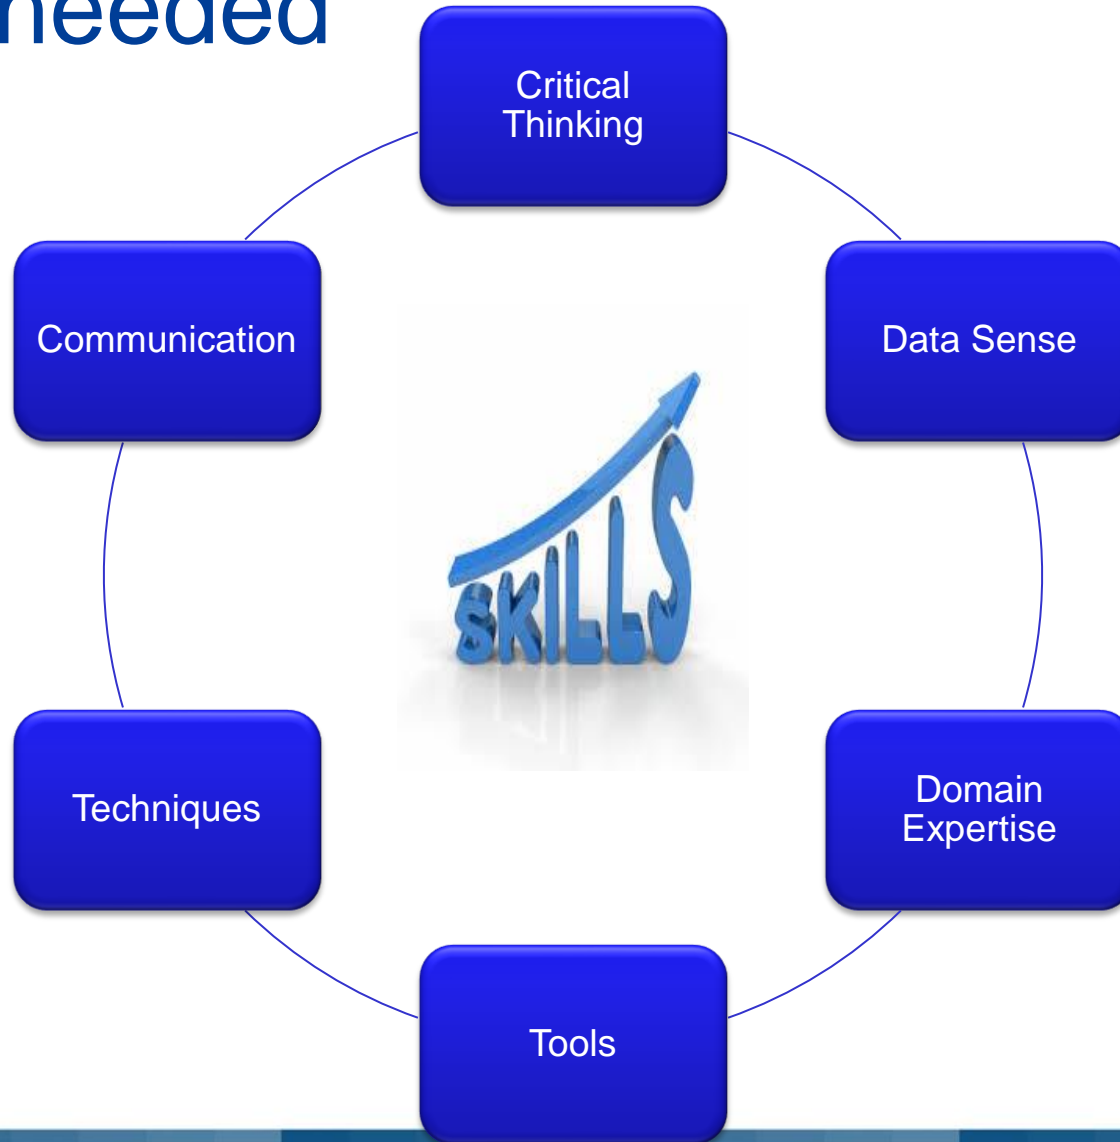 needed
Critical
Thinking
Communication
Data Sense
SKILLS
Techniques
Domain
Expertise
Tools